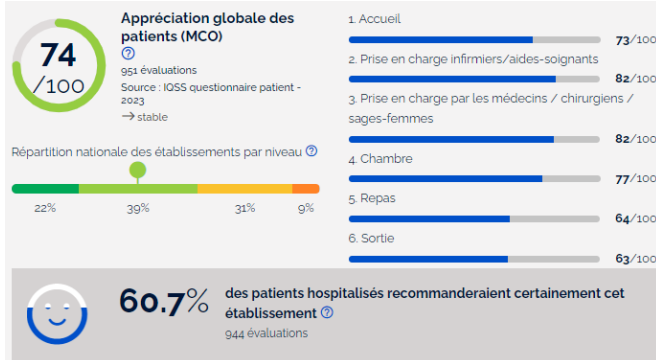 74
/100
Appréciation globale des
patients (MCO)
951 évaluations
Source : IQSS questionnaire patient -
2023
→ stable
Répartition nationale des établissements par niveau
22%
39%
31%
9%
1. Accueil
73/100
2. Prise en charge infirmiers/aides-soignants
82/100
3. Prise en charge par les médecins / chirurgiens /
sages-femmes
82/100
4. Chambre
77/100
5. Repas
64/100
6. Sortie
63/100
60.7%
des patients hospitalisés recommanderaient certainement cet
établissement
944 évaluations